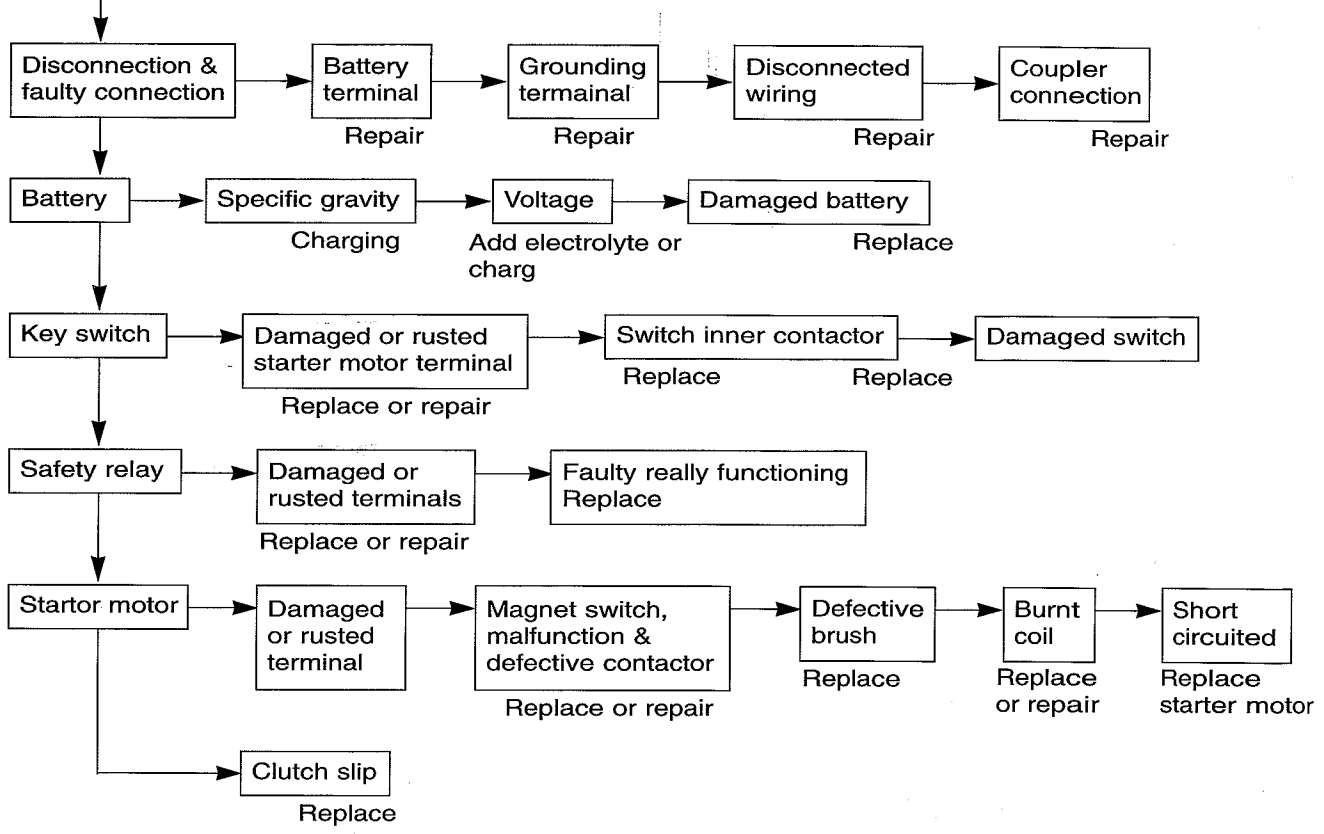 Disconnection &
faulty connection
Battery
terminal
Repair
Grounding
termainal
Repair
Disconnected
wiring
Repair
Coupler
connection
Repair
Battery
Specific gravity
Charging
Voltage
Add electrolyte or
charg
Damaged battery
Replace
Key switch
Damaged or rusted
starter motor terminal
Replace or repair
Switch inner contactor
Replace
Replace
Damaged switch
Safety relay
Damaged or
rusted terminals
Replace or repair
Faulty really functioning
Replace
Startor motor
Damaged
or rusted
terminal
Magnet switch,
malfunction &
defective contactor
Replace or repair
Defective
brush
Replace
Burnt
coil
Replace
or repair
Short
circuited
Replace
starter motor
Clutch slip
Replace